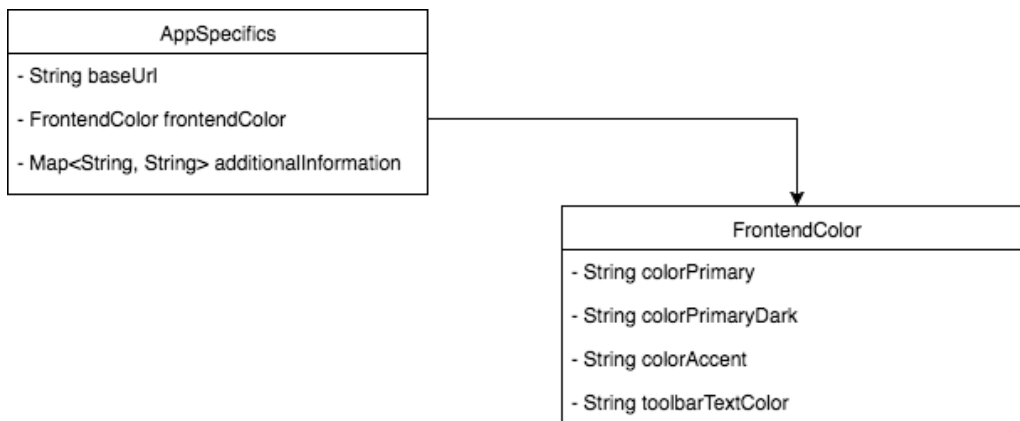 AppSpecifics
- String baseUrl
- FrontendColor frontendColor
- Map<String, String> additionalInformation
FrontendColor
- String colorPrimary
- String colorPrimaryDark
- String colorAccent
- String toolbarTextColor